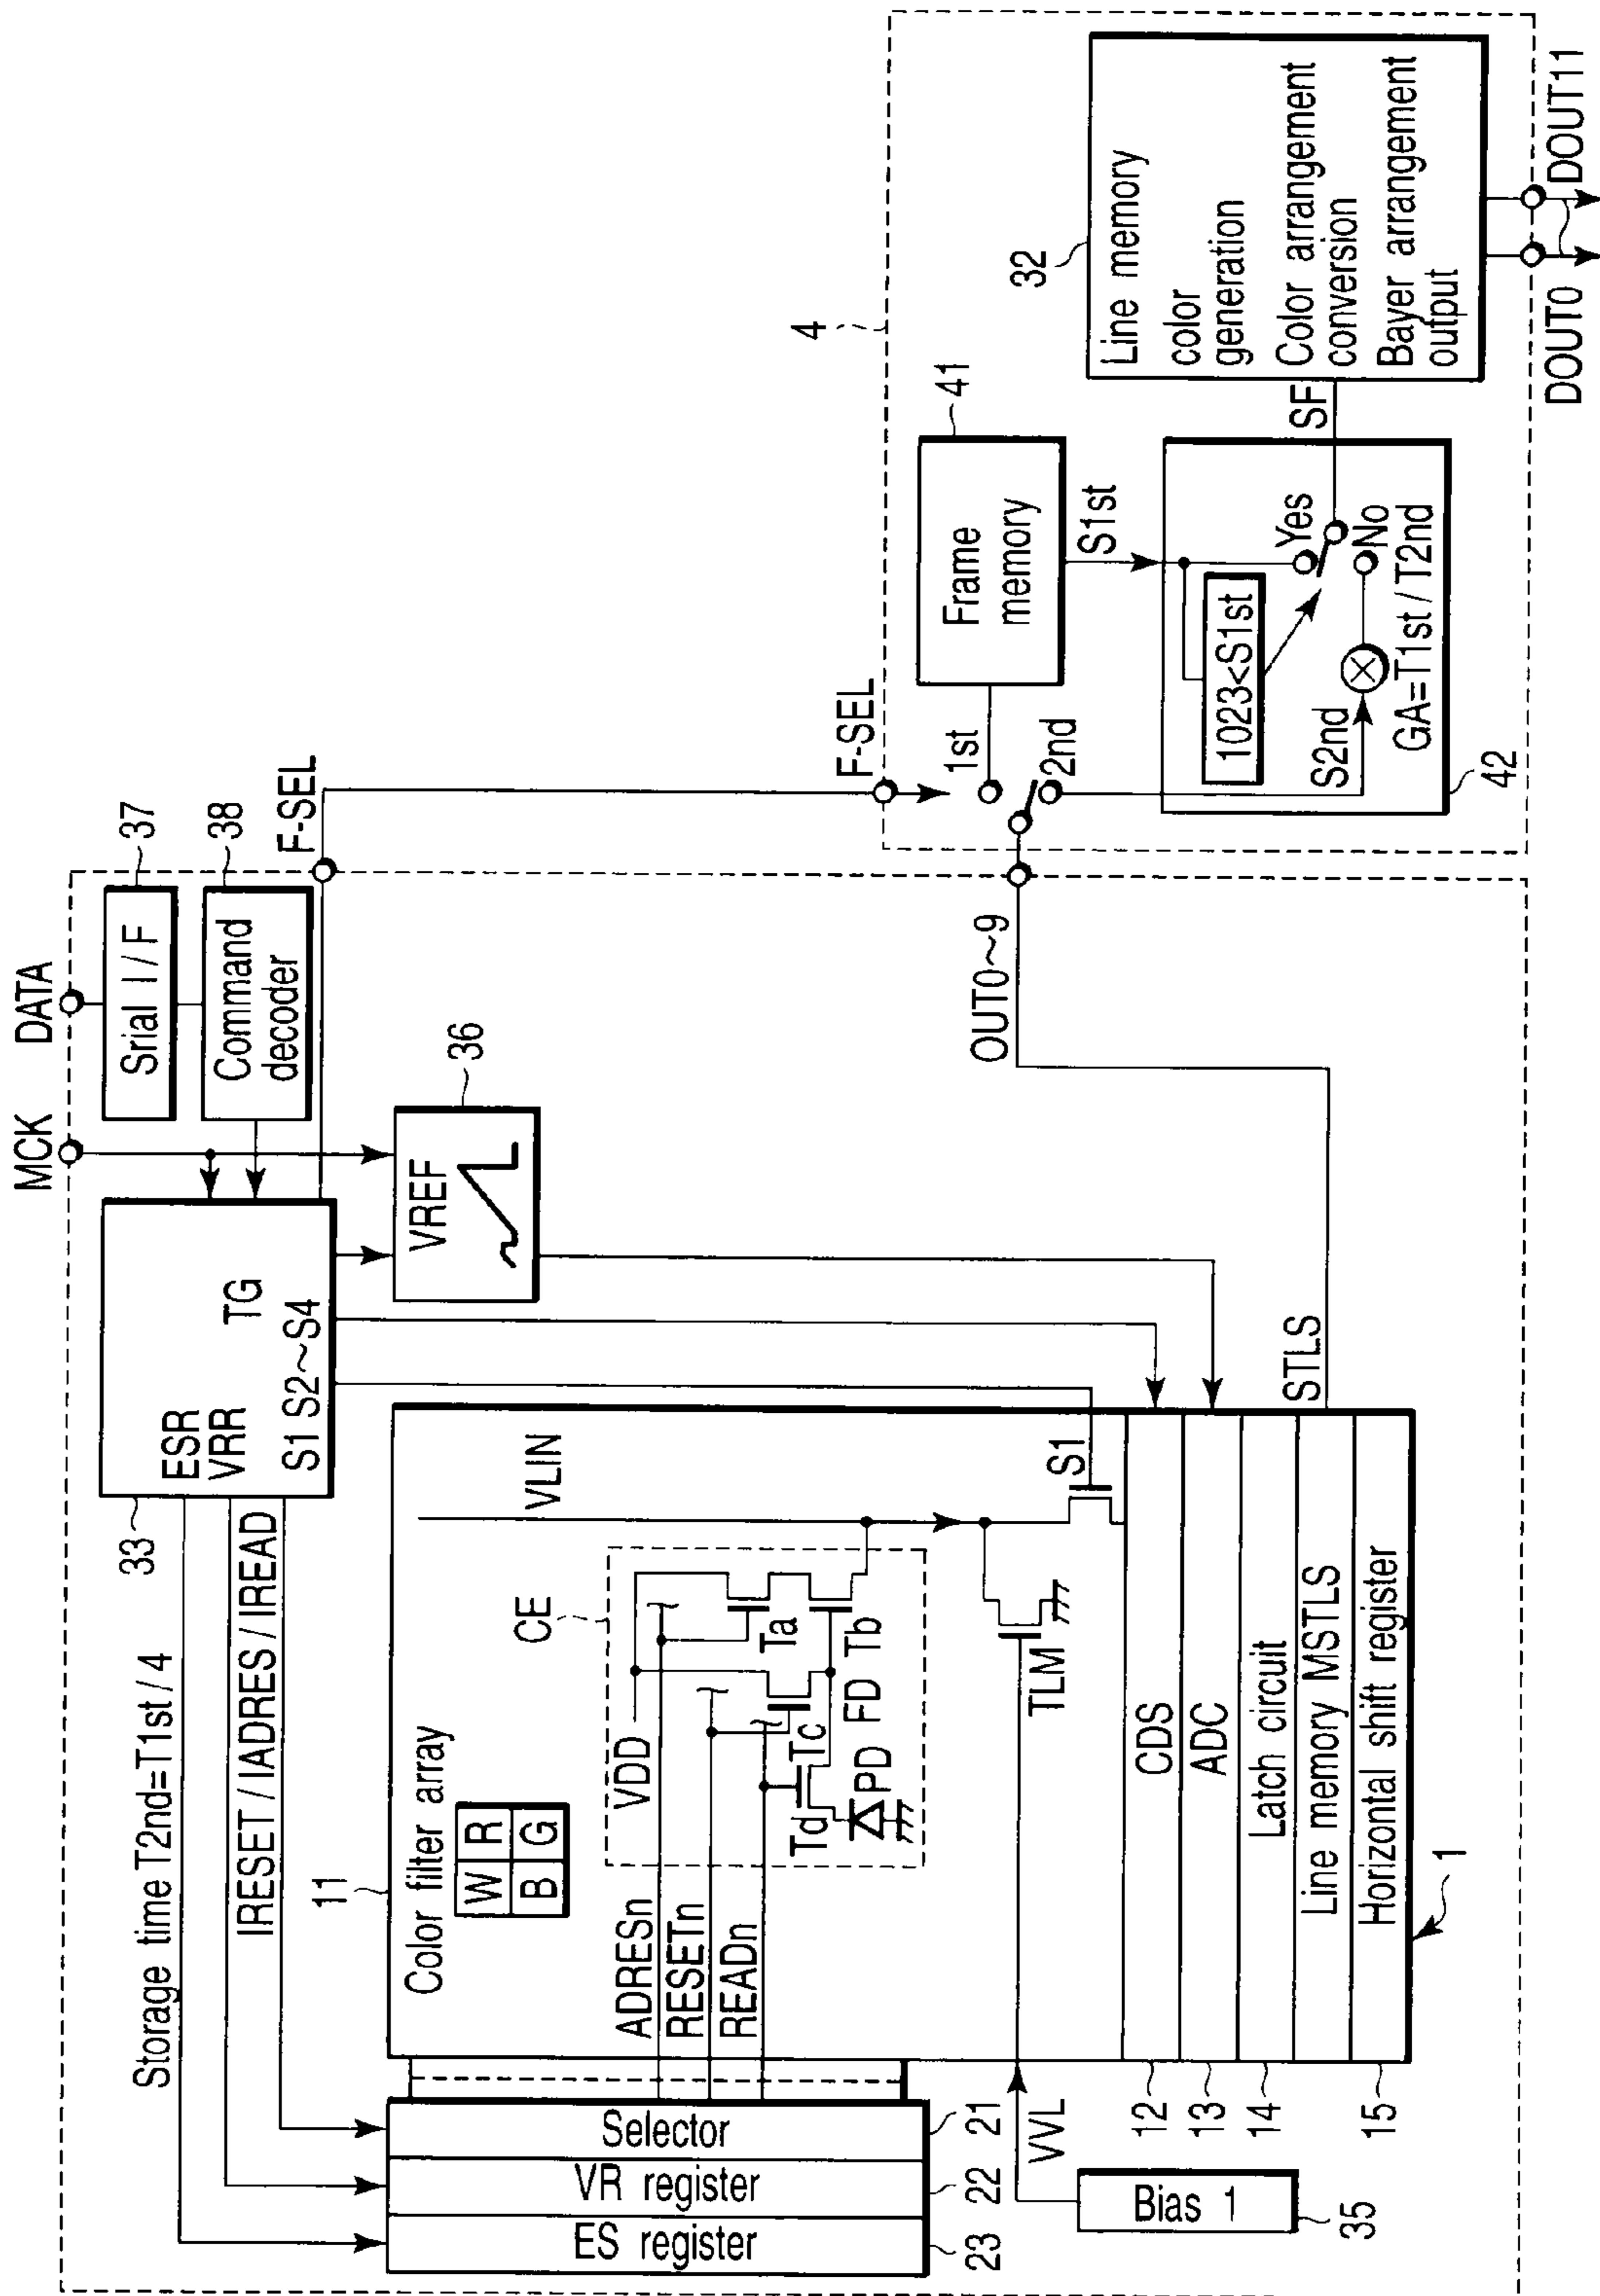 MCK
DATA
Srial I/F
37
Command
decoder
38
F-SEL
33
ESR
VRR
TG
S1 S2~S4
VREF
36
Storage time T2nd=T1st/4
IRESET/IADRES/IREAD
11
Color filter array
W R
B G
CE
VLIN
VDD
Ta
Tb
Tc
Td
PD
FD
ADRESn
RESETn
READn
TLM
S1
CDS
ADC
Latch circuit
Line memory MSTLS
Horizontal shift register
STLS
OUT0~9
12
13
14
15
1
Selector
VR register
ES register
21
22
23
VVL
Bias 1
35
4
F-SEL
1st
2nd
Frame
memory
41
S1st
1023<S1st
Yes
No
S2nd
GA=T1st/T2nd
42
SF
32
Line memory
color
generation
Color arrangement
conversion
Bayer arrangement
output
DOUT0
DOUT11